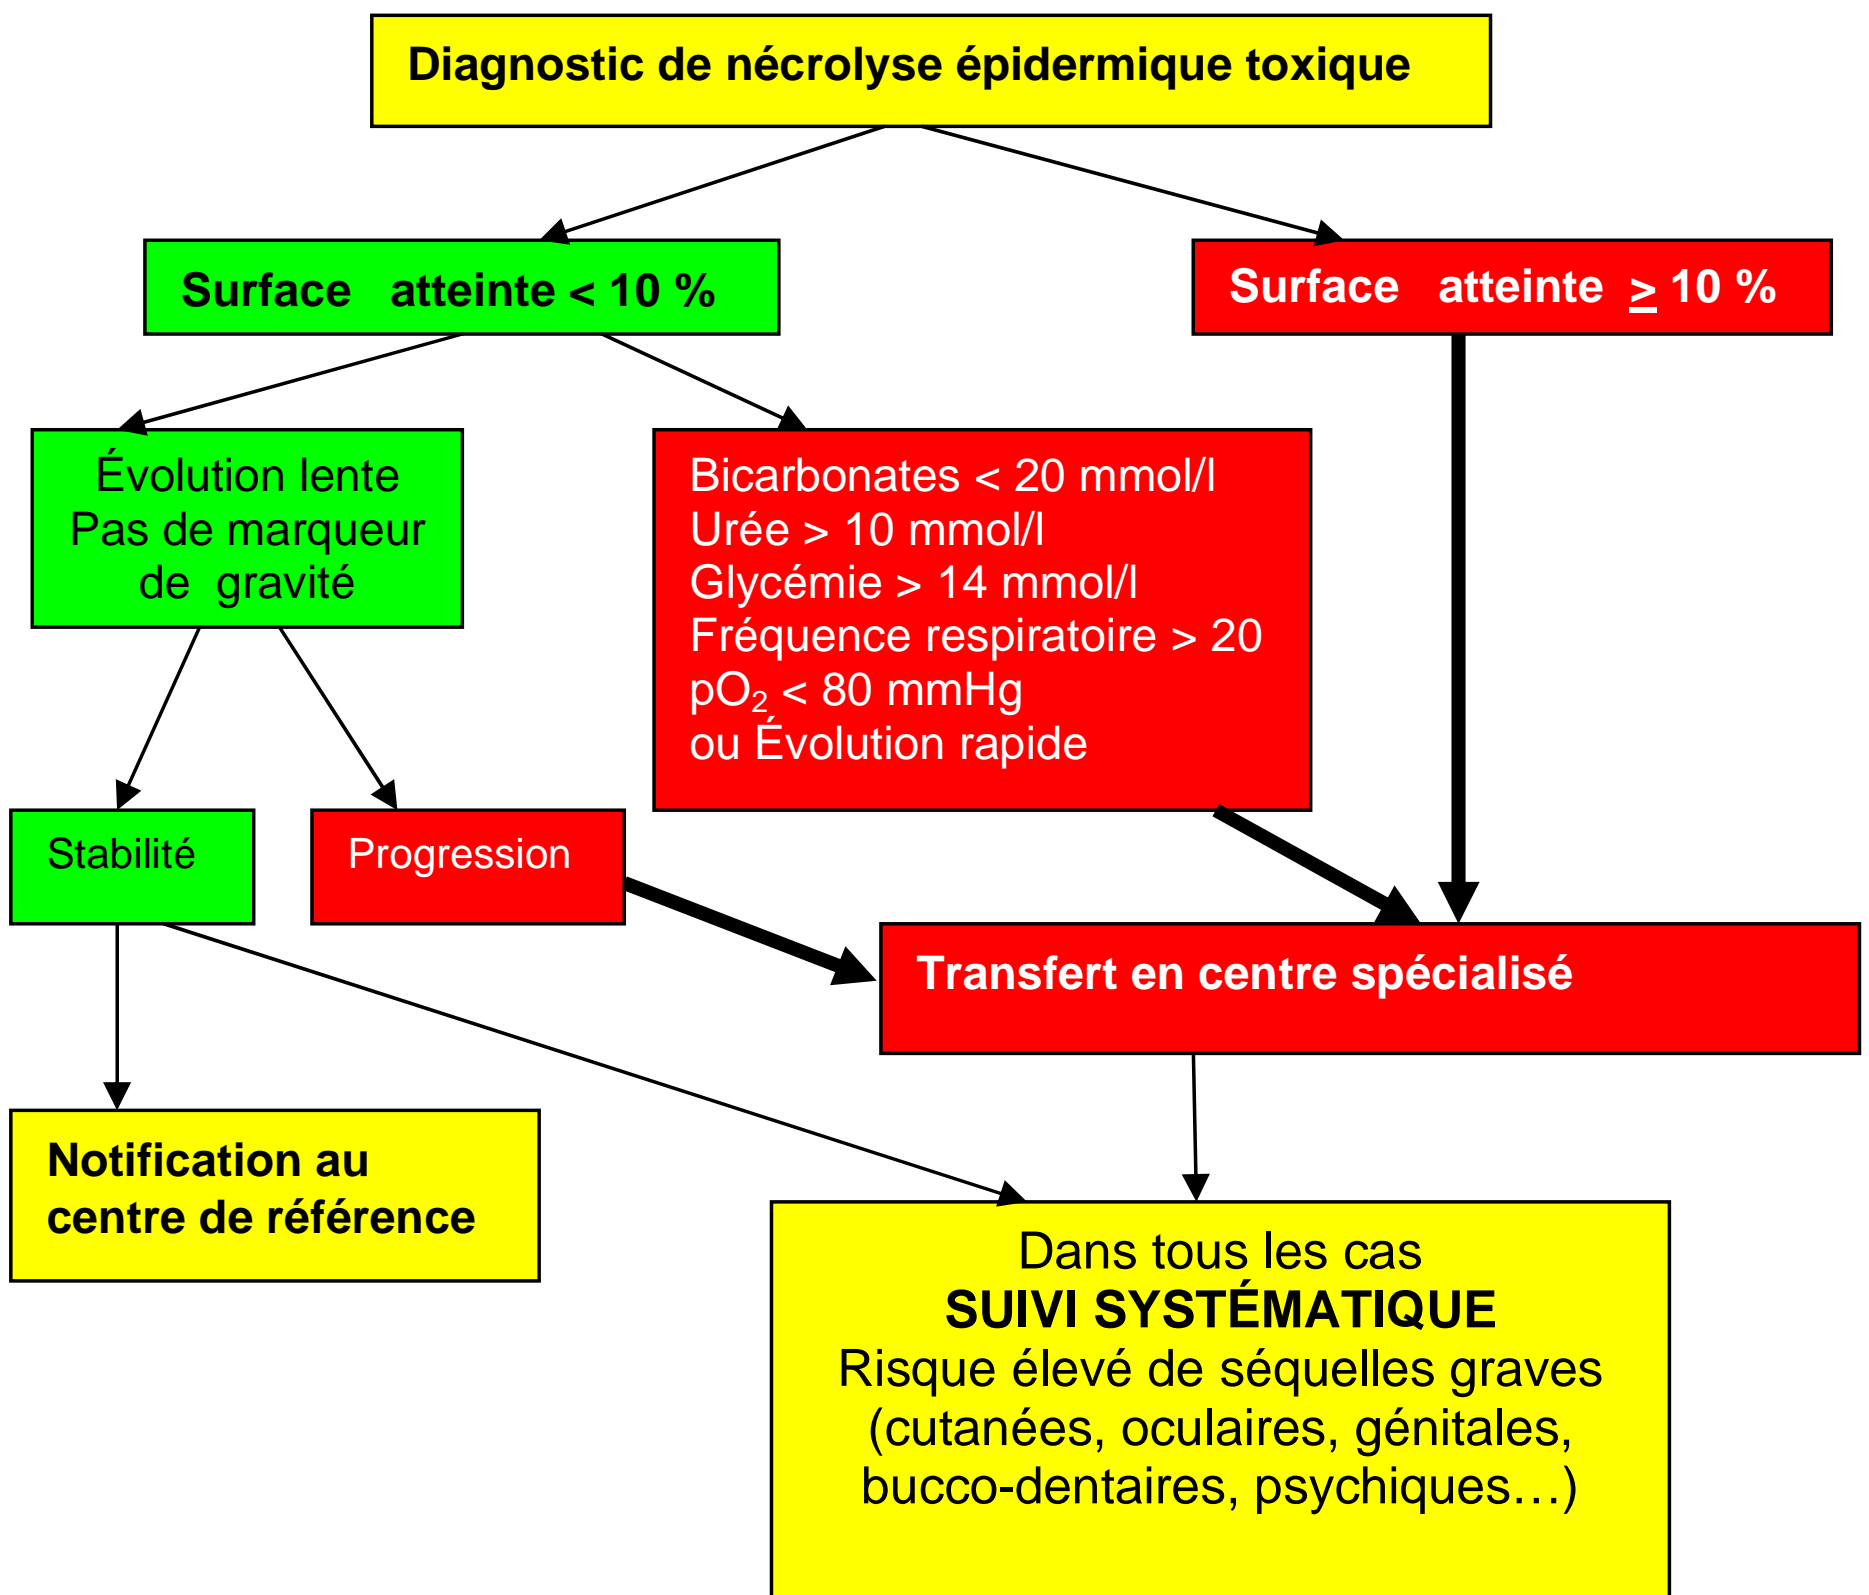 Diagnostic de nécrolyse épidermique toxique
Surface atteinte < 10 %
Surface atteinte ≥ 10 %
Évolution lente
Pas de marqueur
de gravité
Bicarbonates < 20 mmol/l
Urée > 10 mmol/l
Glycémie > 14 mmol/l
Fréquence respiratoire > 20
pO₂ < 80 mmHg
ou Évolution rapide
Stabilité
Progression
Transfert en centre spécialisé
Notification au
centre de référence
Dans tous les cas
SUIVI SYSTÉMATIQUE
Risque élevé de séquelles graves
(cutanées, oculaires, génitales,
bucco-dentaires, psychiques…)